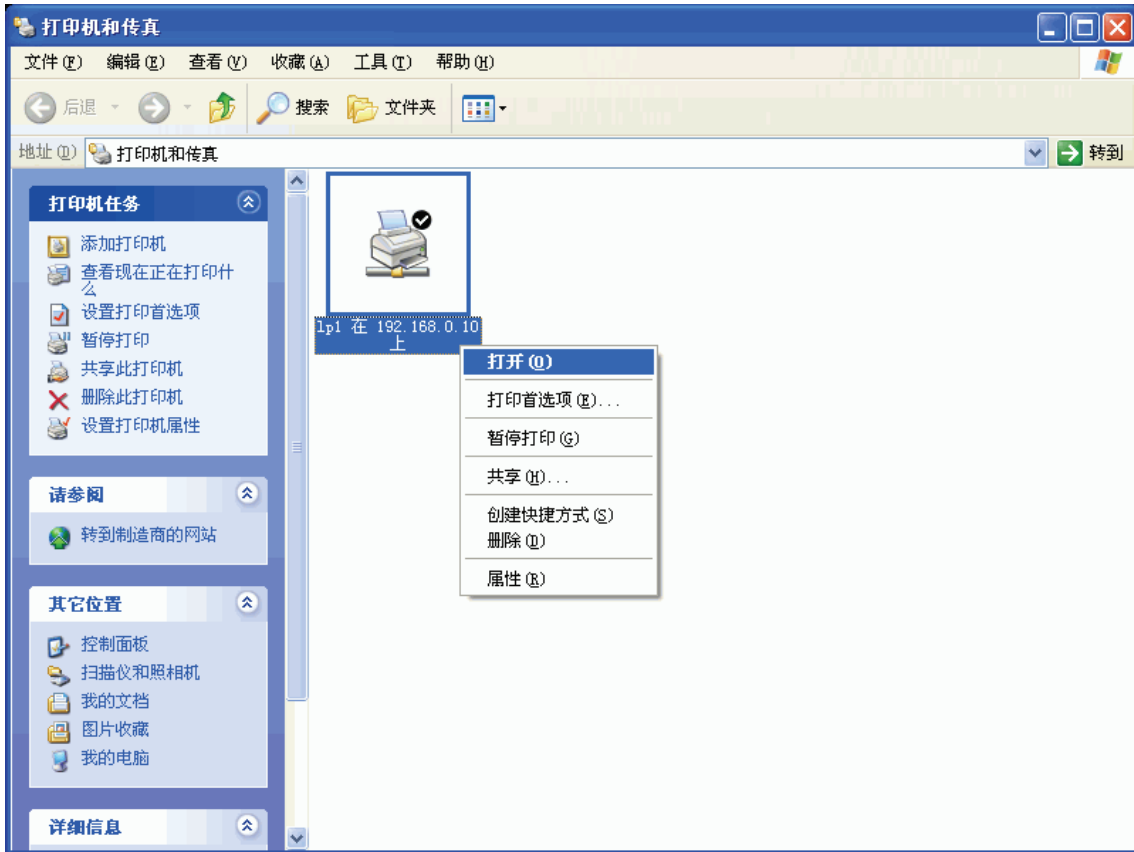 打印机和传真
文件(F) 编辑(E) 查看(V) 收藏(A) 工具(T) 帮助(H)
后退 搜索 文件夹
地址(D) 打印机和传真 转到
打印机任务
添加打印机
查看现在正在打印什
么
设置打印首选项
暂停打印
共享此打印机
删除此打印机
设置打印机属性
请参阅
转到制造商的网站
其它位置
控制面板
扫描仪和照相机
我的文档
图片收藏
我的电脑
详细信息
lp1 在 192.168.0.10
上
打开(O)
打印首选项(E)...
暂停打印(G)
共享(H)...
创建快捷方式(S)
删除(D)
属性(R)